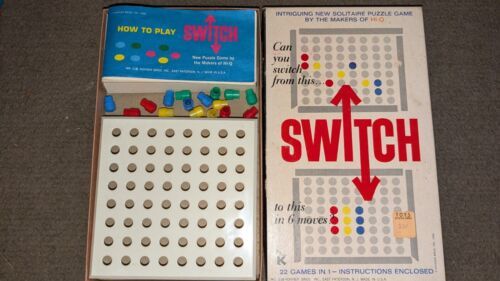 HOW TO PLAY
SWITCH
New Puzzle Game by
the Makers of Hi-Q
INTRIGUING NEW SOLITAIRE PUZZLE GAME
BY THE MAKERS OF HI-Q
Can
you
switch
from this...
SWITCH
to this
in 6 moves?
22 GAMES IN 1 - INSTRUCTIONS ENCLOSED